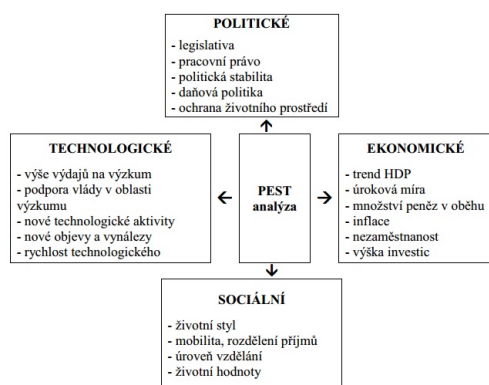 POLITICKÉ
- legislativa
- pracovní právo
- politická stabilita
- daňová politika
- ochrana životního prostředí
TECHNOLOGICKÉ
- výše výdajů na výzkum
- podpora vlády v oblasti
výzkumu
- nové technologické aktivity
- nové objevy a vynálezy
- rychlost technologického
PEST
analýza
EKONOMICKÉ
- trend HDP
- úroková míra
- množství peněz v oběhu
- inflace
- nezaměstnanost
- výška investic
SOCIÁLNÍ
- životní styl
- mobilita, rozdělení příjmů
- úroveň vzdělání
- životní hodnoty